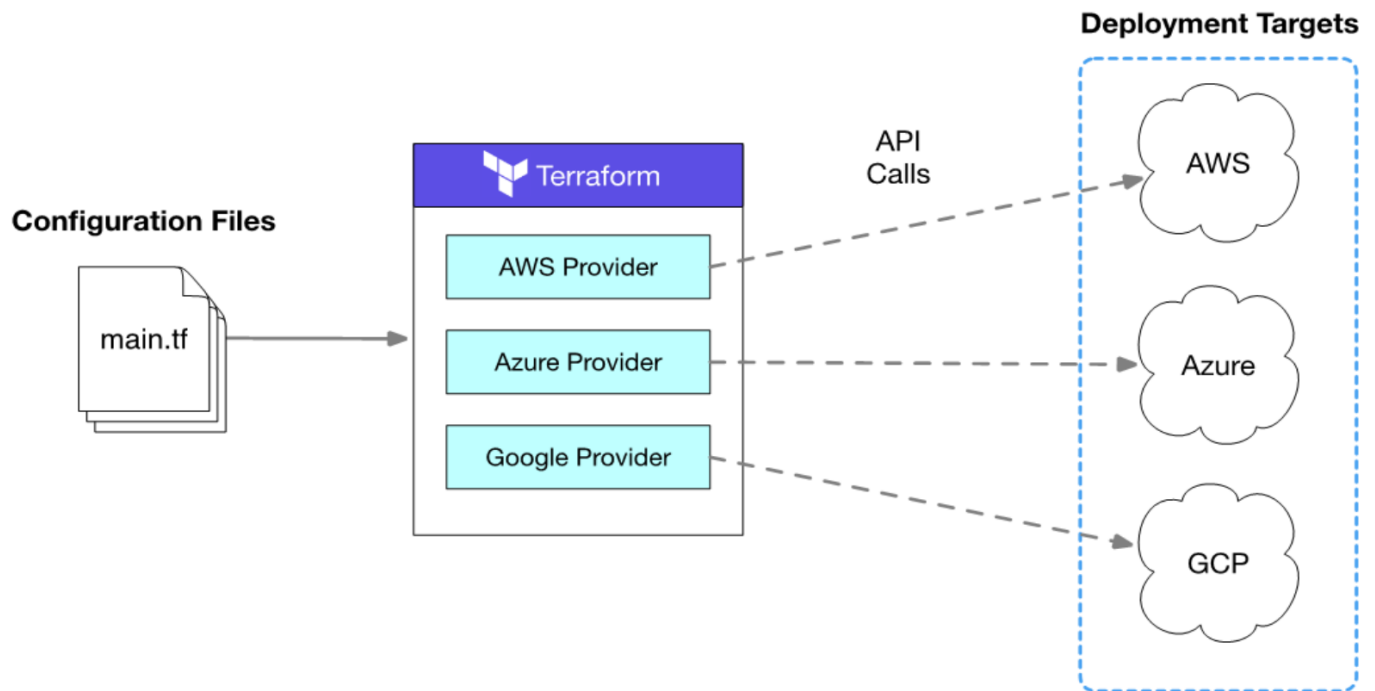 Deployment Targets
Configuration Files
main.tf
Terraform
AWS Provider
Azure Provider
Google Provider
API
Calls
AWS
Azure
GCP